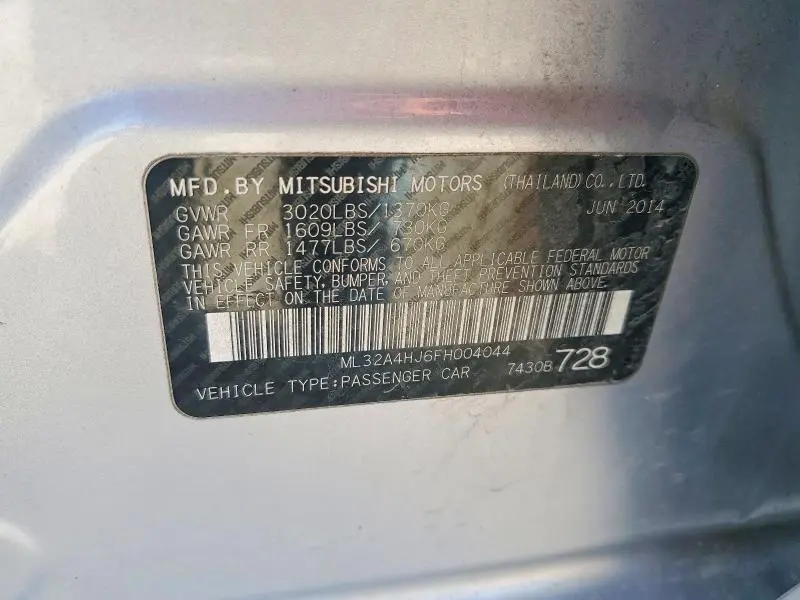 MFD.BY MITSUBISHI MOTORS (THAILAND)CO.,LTD.
GVWR 3020LBS/1370KG JUN 2014
GAWR FR 1609LBS/ 730KG
GAWR RR 1477LBS/ 670KG
THIS VEHICLE CONFORMS TO ALL APPLICABLE FEDERAL MOTOR
VEHICLE SAFETY, BUMPER, AND THEFT PREVENTION STANDARDS
IN EFFECT ON THE DATE OF MANUFACTURE SHOWN ABOVE.
ML32A4HJ6FH004044
VEHICLE TYPE:PASSENGER CAR 7430B 728